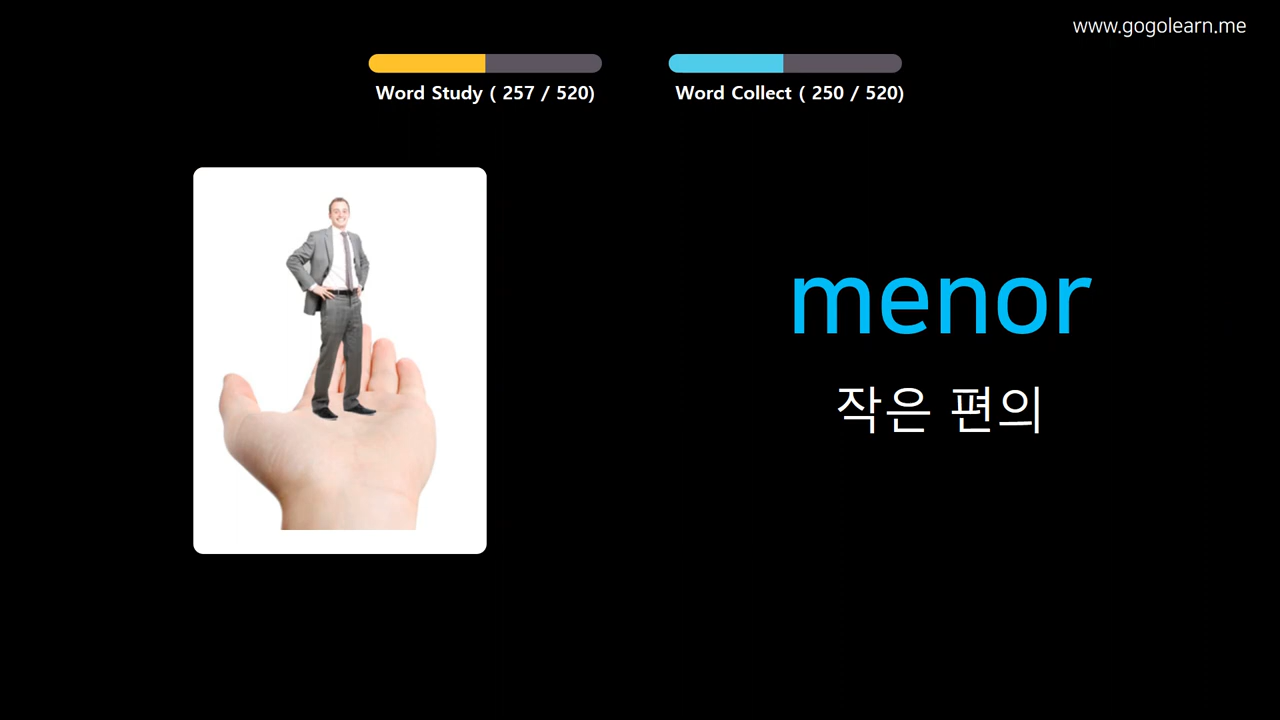 www.gogolearn.me
Word Study ( 257 / 520)
Word Collect ( 250 / 520)
menor
작은 편의